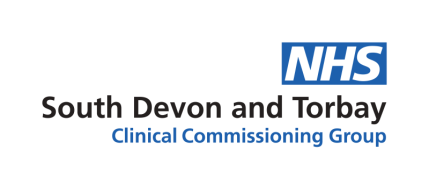 NHS
South Devon and Torbay
Clinical Commissioning Group